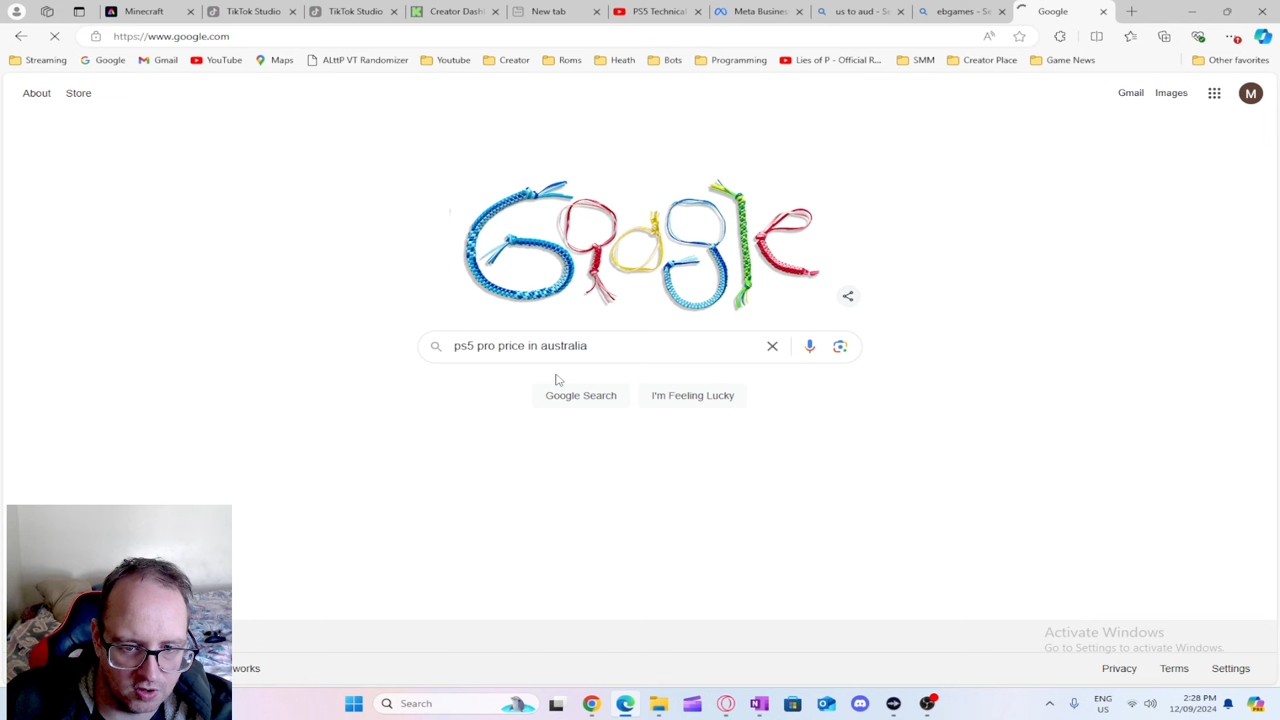 Minecraft
TikTok Studio
TikTok Studio
Creator Dash
New tab
PS5 Technical
Meta Busines
us to aud - Se
ebgames - Se
Google
https://www.google.com
Streaming
Google
Gmail
YouTube
Maps
ALttP VT Randomizer
Youtube
Creator
Roms
Heath
Bots
Programming
Lies of P - Official R...
SMM
Creator Place
Game News
Other favorites
About
Store
Gmail
Images
M
Google
ps5 pro price in australia
Google Search
I'm Feeling Lucky
Activate Windows
Go to Settings to activate Windows.
works
Privacy
Terms
Settings
Search
ENG
US
2:28 PM
12/09/2024